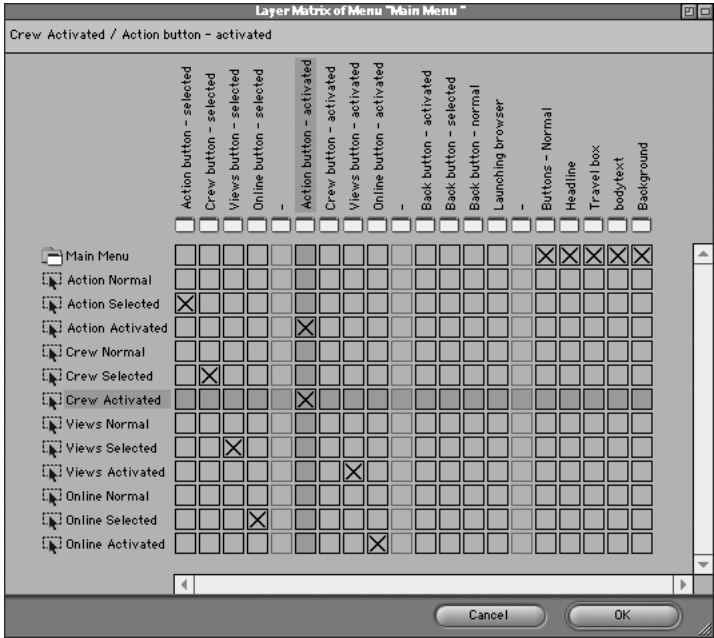 Layer Matrix of Menu "Main Menu "
Crew Activated / Action button - activated
Action button - selected
Crew button - selected
Views button - selected
Online button - selected
-
Action button - activated
Crew button - activated
Views button - activated
Online button - activated
-
Back button - activated
Back button - selected
Back button - normal
Launching browser
-
Buttons - Normal
Headline
Travel box
bodytext
Background
Main Menu
Action Normal
Action Selected
Action Activated
Crew Normal
Crew Selected
Crew Activated
Views Normal
Views Selected
Views Activated
Online Normal
Online Selected
Online Activated
Cancel
OK